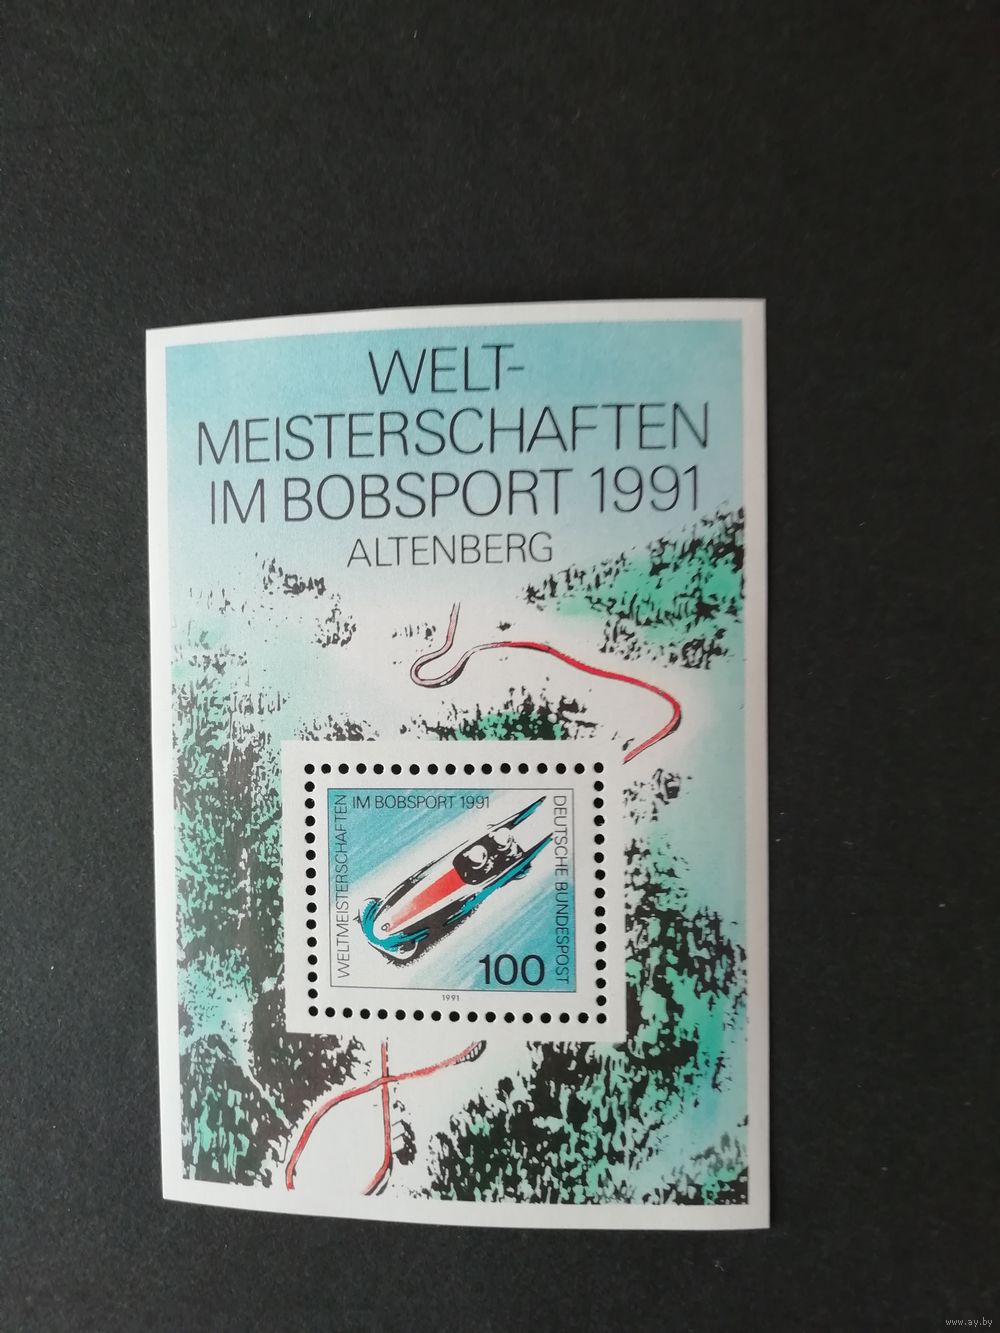 WELT-
MEISTERSCHAFTEN
IM BOBSPORT 1991
ALTENBERG
WELTMEISTERSCHAFTEN
IM BOBSPORT 1991
DEUTSCHE BUNDESPOST
100
1991
www.ay.by